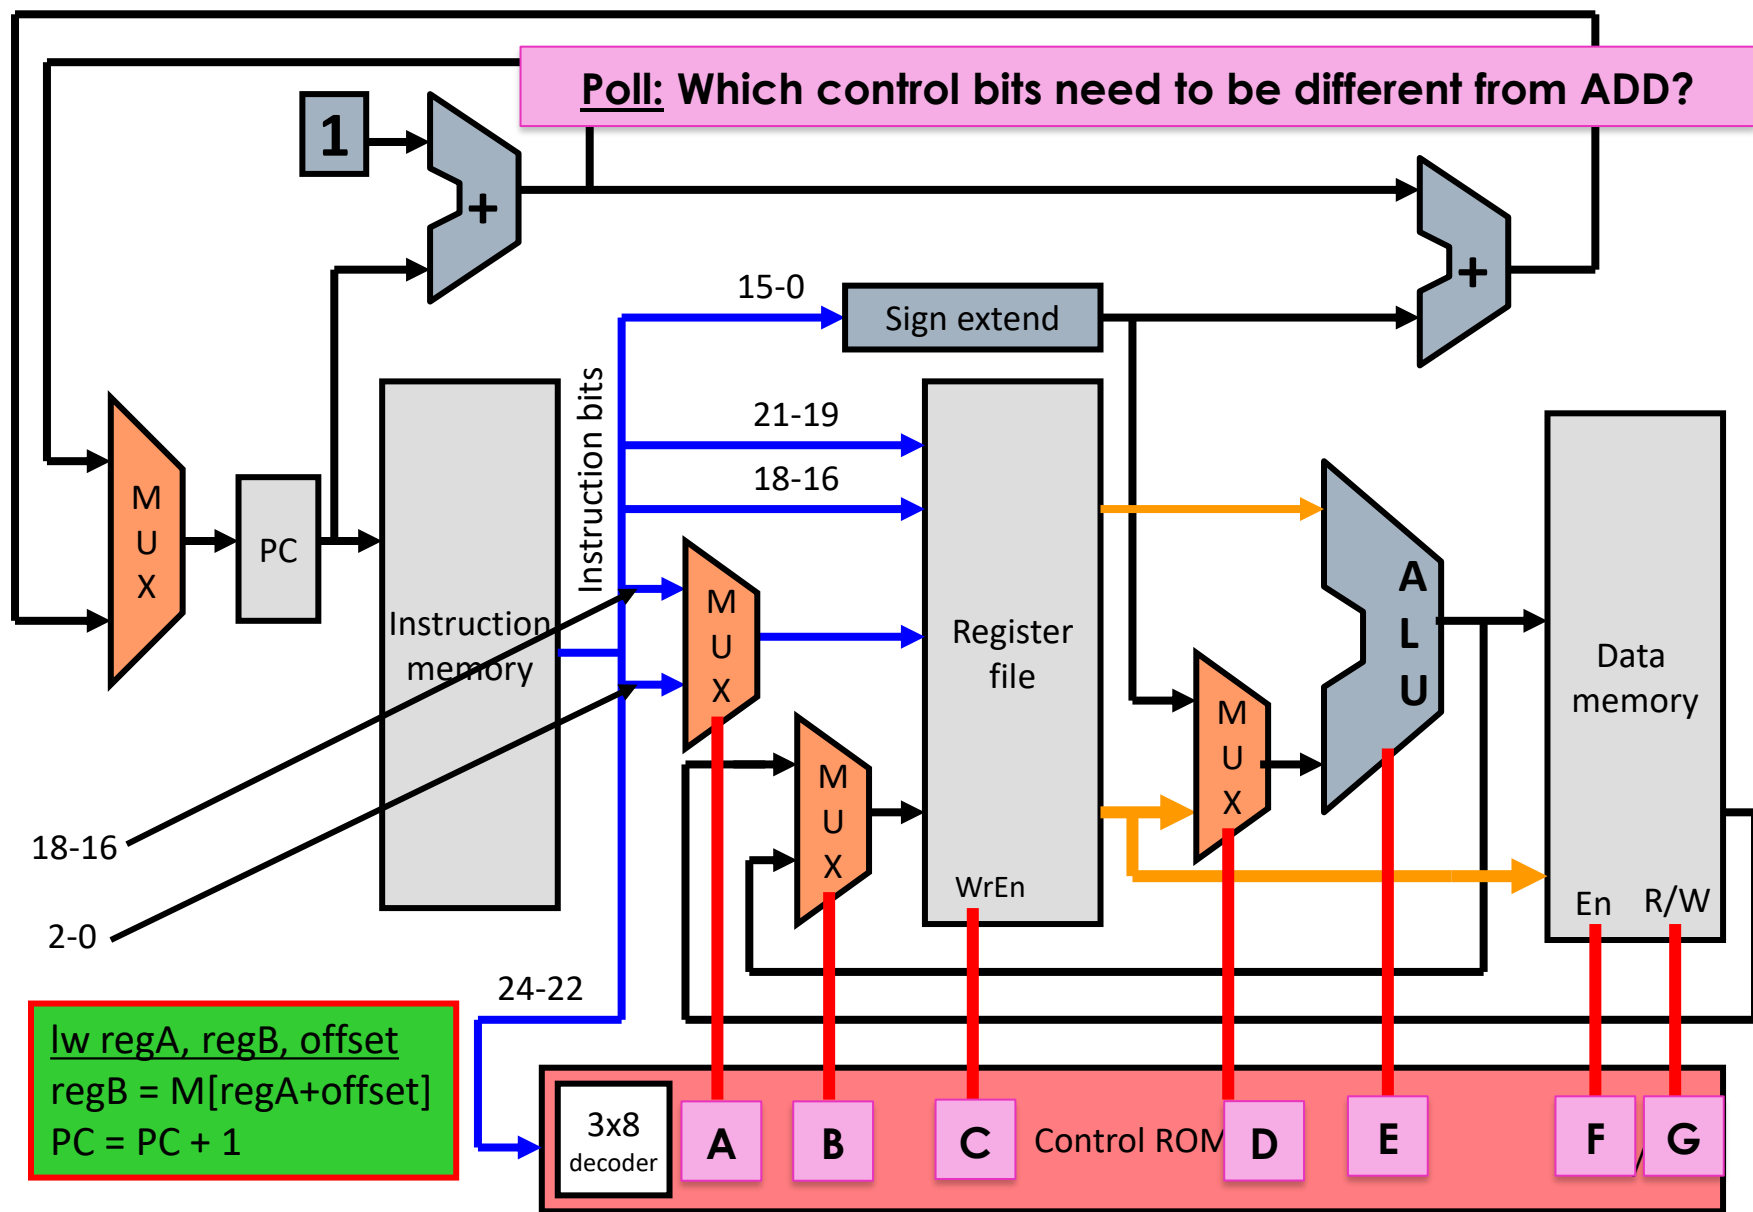 Poll: Which control bits need to be different from ADD?
1
+
+
15-0
Sign extend
Instruction bits
21-19
18-16
M
U
X
PC
Instruction
memory
M
U
X
Register
file
WrEn
M
U
X
M
U
X
A
L
U
Data
memory
En
R/W
18-16
2-0
24-22
lw regA, regB, offset
regB = M[regA+offset]
PC = PC + 1
3x8
decoder
A
B
C
Control ROM
D
E
F
G